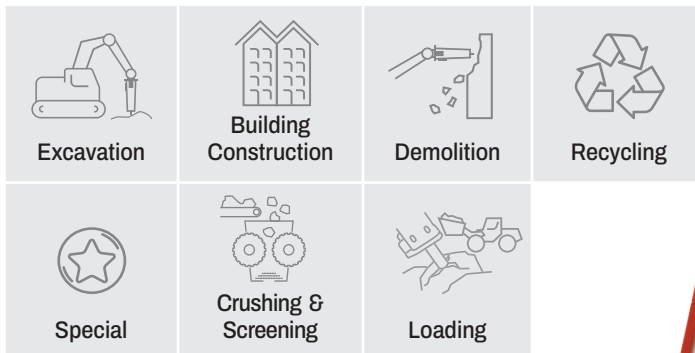 Excavation
Building
Construction
Demolition
Recycling
Special
Crushing &
Screening
Loading